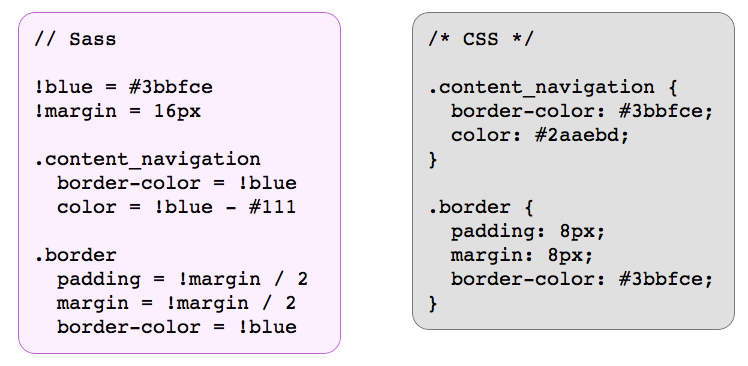 // Sass

!blue = #3bbfce
!margin = 16px

.content_navigation
  border-color = !blue
  color = !blue - #111

.border
  padding = !margin / 2
  margin = !margin / 2
  border-color = !blue

/* CSS */

.content_navigation {
  border-color: #3bbfce;
  color: #2aaebd;
}

.border {
  padding: 8px;
  margin: 8px;
  border-color: #3bbfce;
}